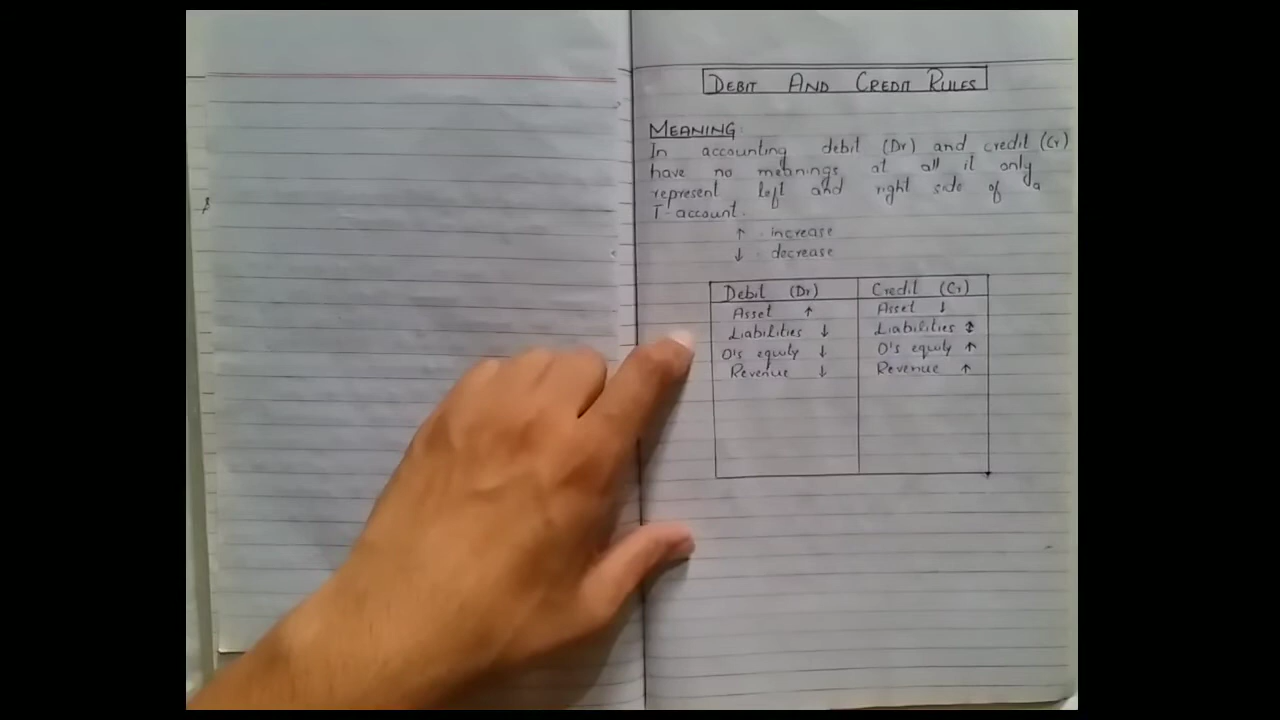 DEBIT AND CREDIT RULES
MEANING
In accounting debit (Dr) and credit (Cr)
have no meanings at all it only
represent left and right side of a
T-account.
↑ . increase
↓ . decrease
Debit (Dr) Credit (Cr)
Asset ↑ Asset ↓
Liabilities ↓ Liabilities ↑
O's equity ↓ O's equity ↑
Revenue ↓ Revenue ↑